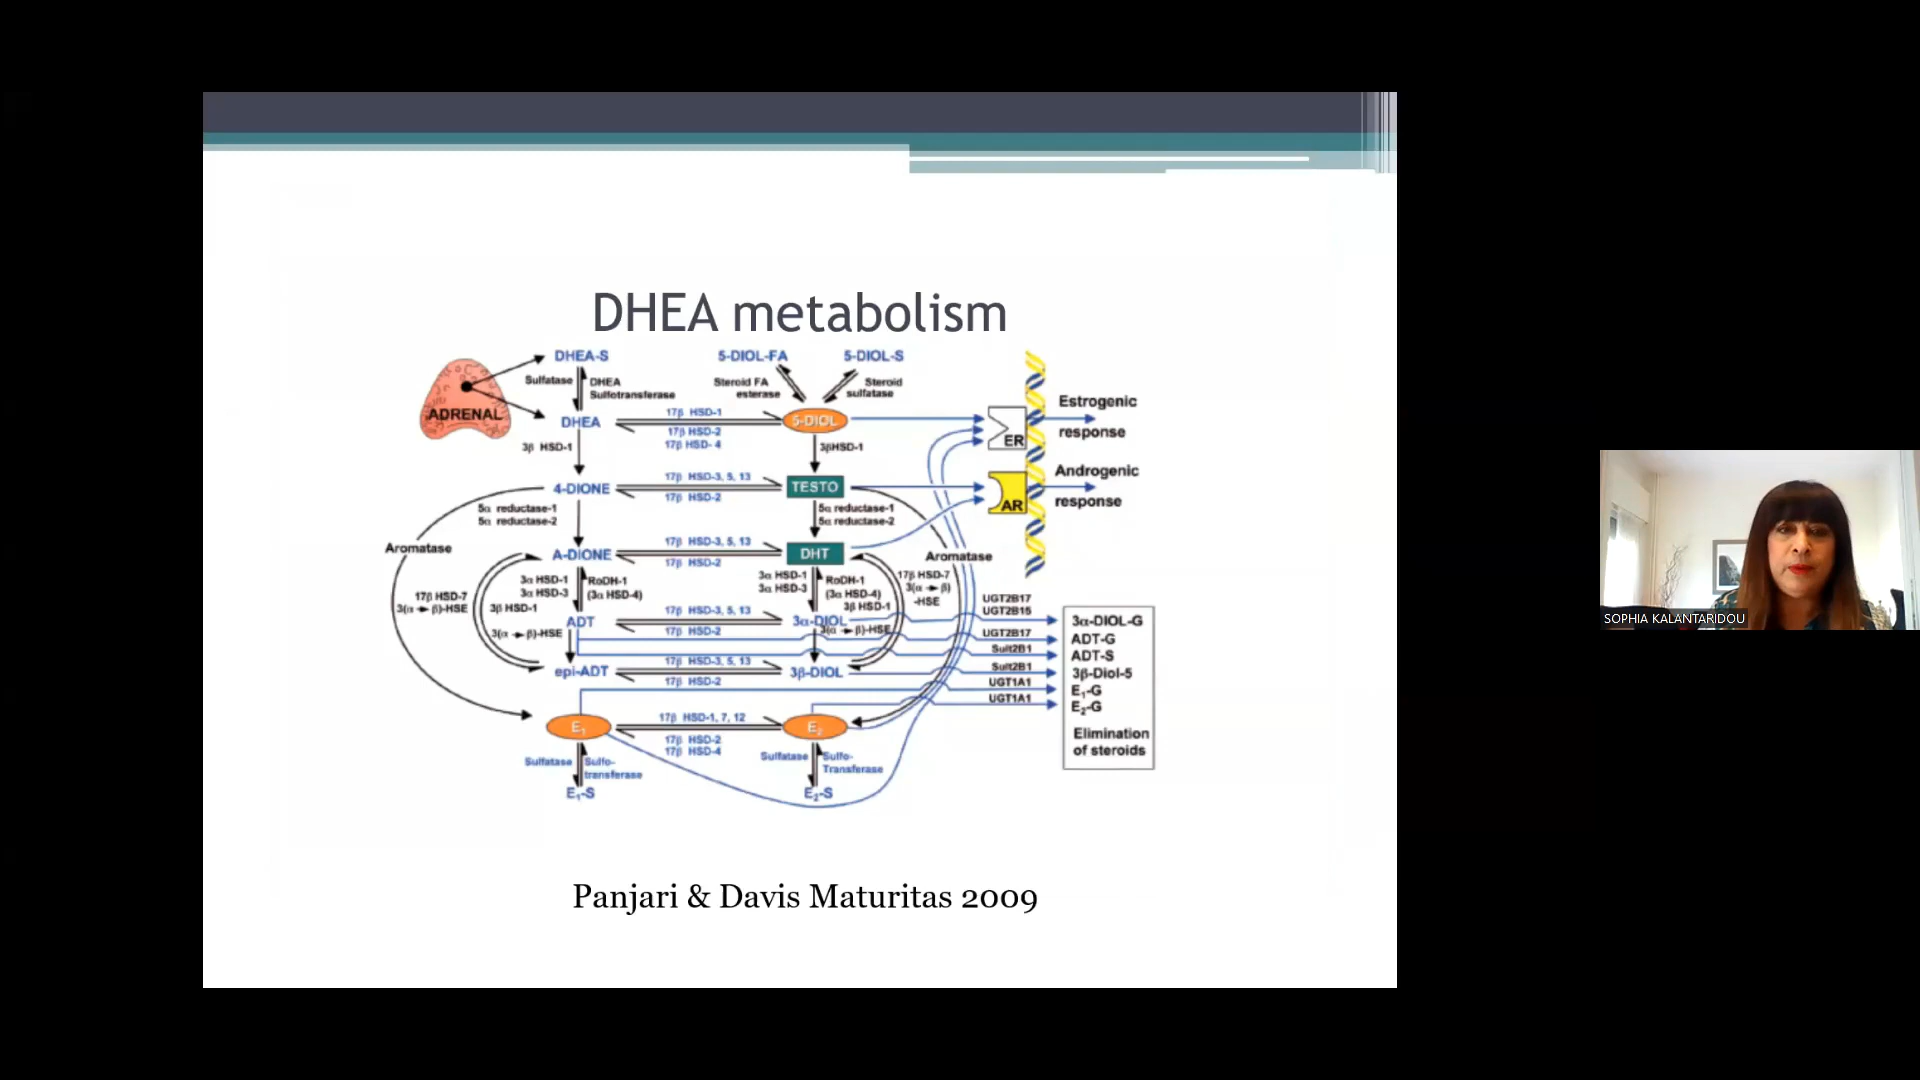 DHEA metabolism
DHEA-S
5-DIOL-FA
5-DIOL-S
Sulfatase
DHEA
Sulfotransferase
Steroid FA
esterase
Steroid
sulfatase
ADRENAL
DHEA
17β HSD-1
17β HSD-2
17β HSD- 4
5-DIOL
ER
Estrogenic
response
3β HSD-1
3βHSD-1
4-DIONE
17β HSD-3, 5, 13
17β HSD-2
TESTO
AR
Androgenic
response
5α reductase-1
5α reductase-2
5α reductase-1
5α reductase-2
Aromatase
A-DIONE
17β HSD-3, 5, 13
17β HSD-2
DHT
Aromatase
17β HSD-7
3(α → β)-HSE
3β HSD-1
3α HSD-1
3α HSD-3
RoDH-1
(3α HSD-4)
3α HSD-1
3α HSD-3
RoDH-1
(3α HSD-4)
3β HSD-1
17β HSD-7
3(α → β)
-HSE
ADT
17β HSD-3, 5, 13
17β HSD-2
3α-DIOL
3(α → β)-HSE
3(α → β)-HSE
epi-ADT
17β HSD-3, 5, 13
17β HSD-2
3β-DIOL
UGT2B17
UGT2B15
UGT2B17
Sult2B1
Sult2B1
UGT1A1
UGT1A1
3α-DIOL-G
ADT-G
ADT-S
3β-Diol-5
E₁-G
E₂-G
Elimination
of steroids
E₁
17β HSD-1, 7, 12
17β HSD-2
17β HSD-4
E₂
Sulfatase
Sulfo-
transferase
Sulfatase
Sulfo-
Transferase
E₁-S
E₂-S
Panjari & Davis Maturitas 2009
SOPHIA KALANTARIDOU